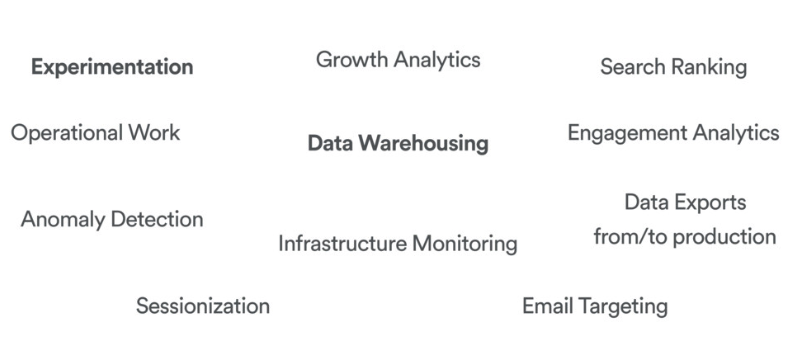 Experimentation
Growth Analytics
Search Ranking
Operational Work
Data Warehousing
Engagement Analytics
Anomaly Detection
Infrastructure Monitoring
Data Exports
from/to production
Sessionization
Email Targeting